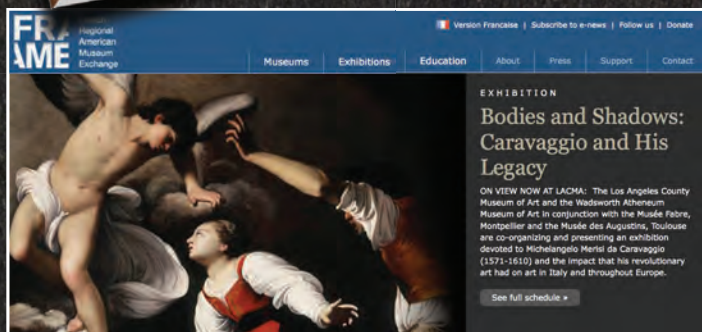 FRAME
Regional
American
Museum
Exchange
Version Francaise | Subscribe to e-news | Follow us | Donate
Museums Exhibitions Education About Press Support Contact
EXHIBITION
Bodies and Shadows:
Caravaggio and His
Legacy
ON VIEW NOW AT LACMA: The Los Angeles County
Museum of Art and the Wadsworth Atheneum
Museum of Art in conjunction with the Musée Fabre,
Montpellier and the Musée des Augustins, Toulouse
are co-organizing and presenting an exhibition
devoted to Michelangelo Merisi da Caravaggio
(1571-1610) and the impact that his revolutionary
art had on art in Italy and throughout Europe.
See full schedule »